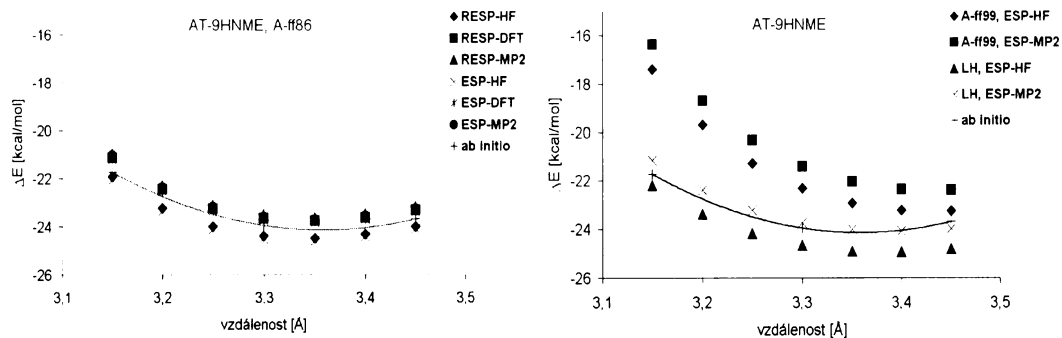 AT-9HNME, A-ff86
RESP-HF
RESP-DFT
RESP-MP2
ESP-HF
ESP-DFT
ESP-MP2
ab initio
-16
-18
-20
-22
-24
-26
ΔE [kcal/mol]
3,1
3,2
3,3
3,4
3,5
vzdálenost [Å]
AT-9HNME
A-ff99, ESP-HF
A-ff99, ESP-MP2
LH, ESP-HF
LH, ESP-MP2
ab initio
-16
-18
-20
-22
-24
-26
ΔE [kcal/mol]
3,1
3,2
3,3
3,4
3,5
vzdálenost [Å]